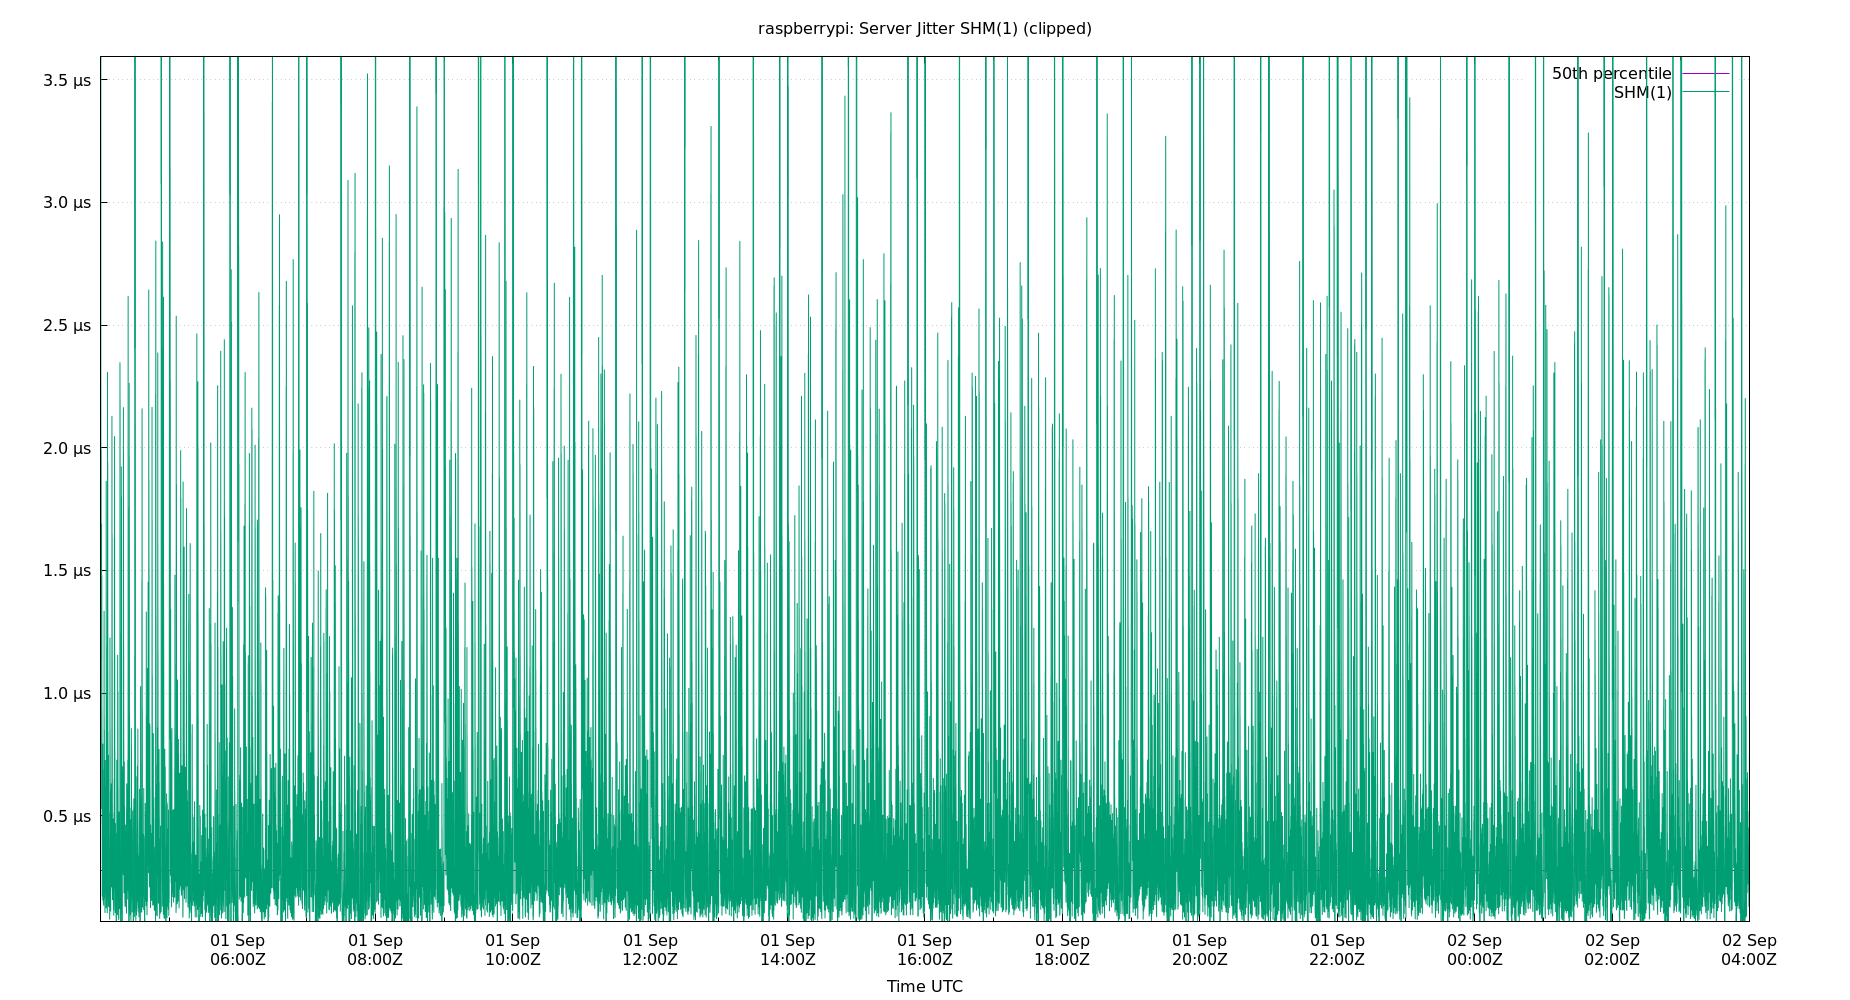 raspberrypi: Server Jitter SHM(1) (clipped)
50th percentile
SHM(1)
3.5 µs
3.0 µs
2.5 µs
2.0 µs
1.5 µs
1.0 µs
0.5 µs
01 Sep 01 Sep 01 Sep 01 Sep 01 Sep 01 Sep 01 Sep 01 Sep 01 Sep 02 Sep 02 Sep 02 Sep
06:00Z 08:00Z 10:00Z 12:00Z 14:00Z 16:00Z 18:00Z 20:00Z 22:00Z 00:00Z 02:00Z 04:00Z
Time UTC